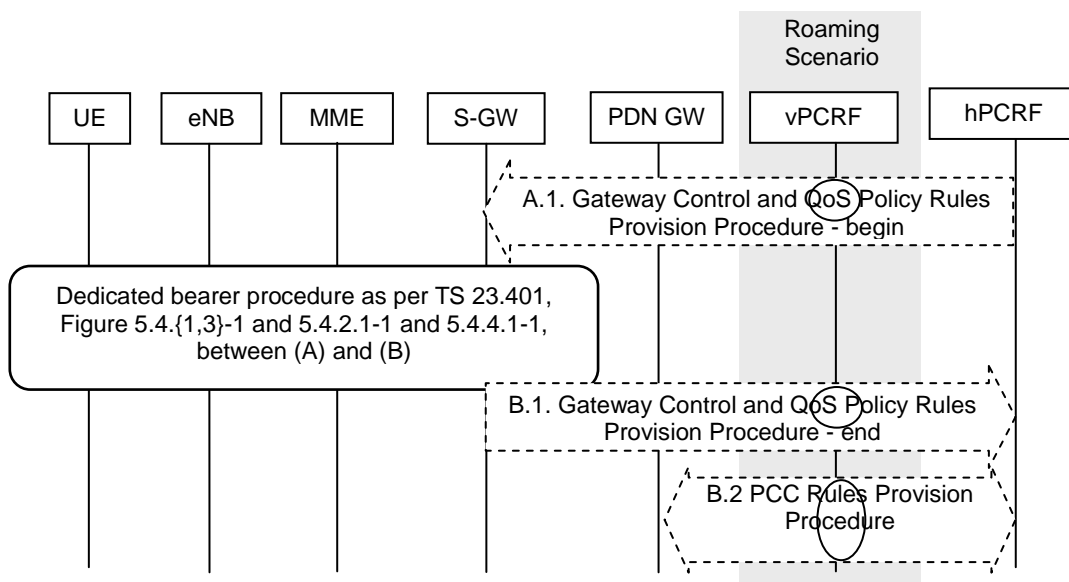 Roaming
Scenario
UE
eNB
MME
S-GW
PDN GW
vPCRF
hPCRF
A.1. Gateway Control and QoS Policy Rules
Provision Procedure - begin
Dedicated bearer procedure as per TS 23.401,
Figure 5.4.{1,3}-1 and 5.4.2.1-1 and 5.4.4.1-1,
between (A) and (B)
B.1. Gateway Control and QoS Policy Rules
Provision Procedure - end
B.2 PCC Rules Provision
Procedure